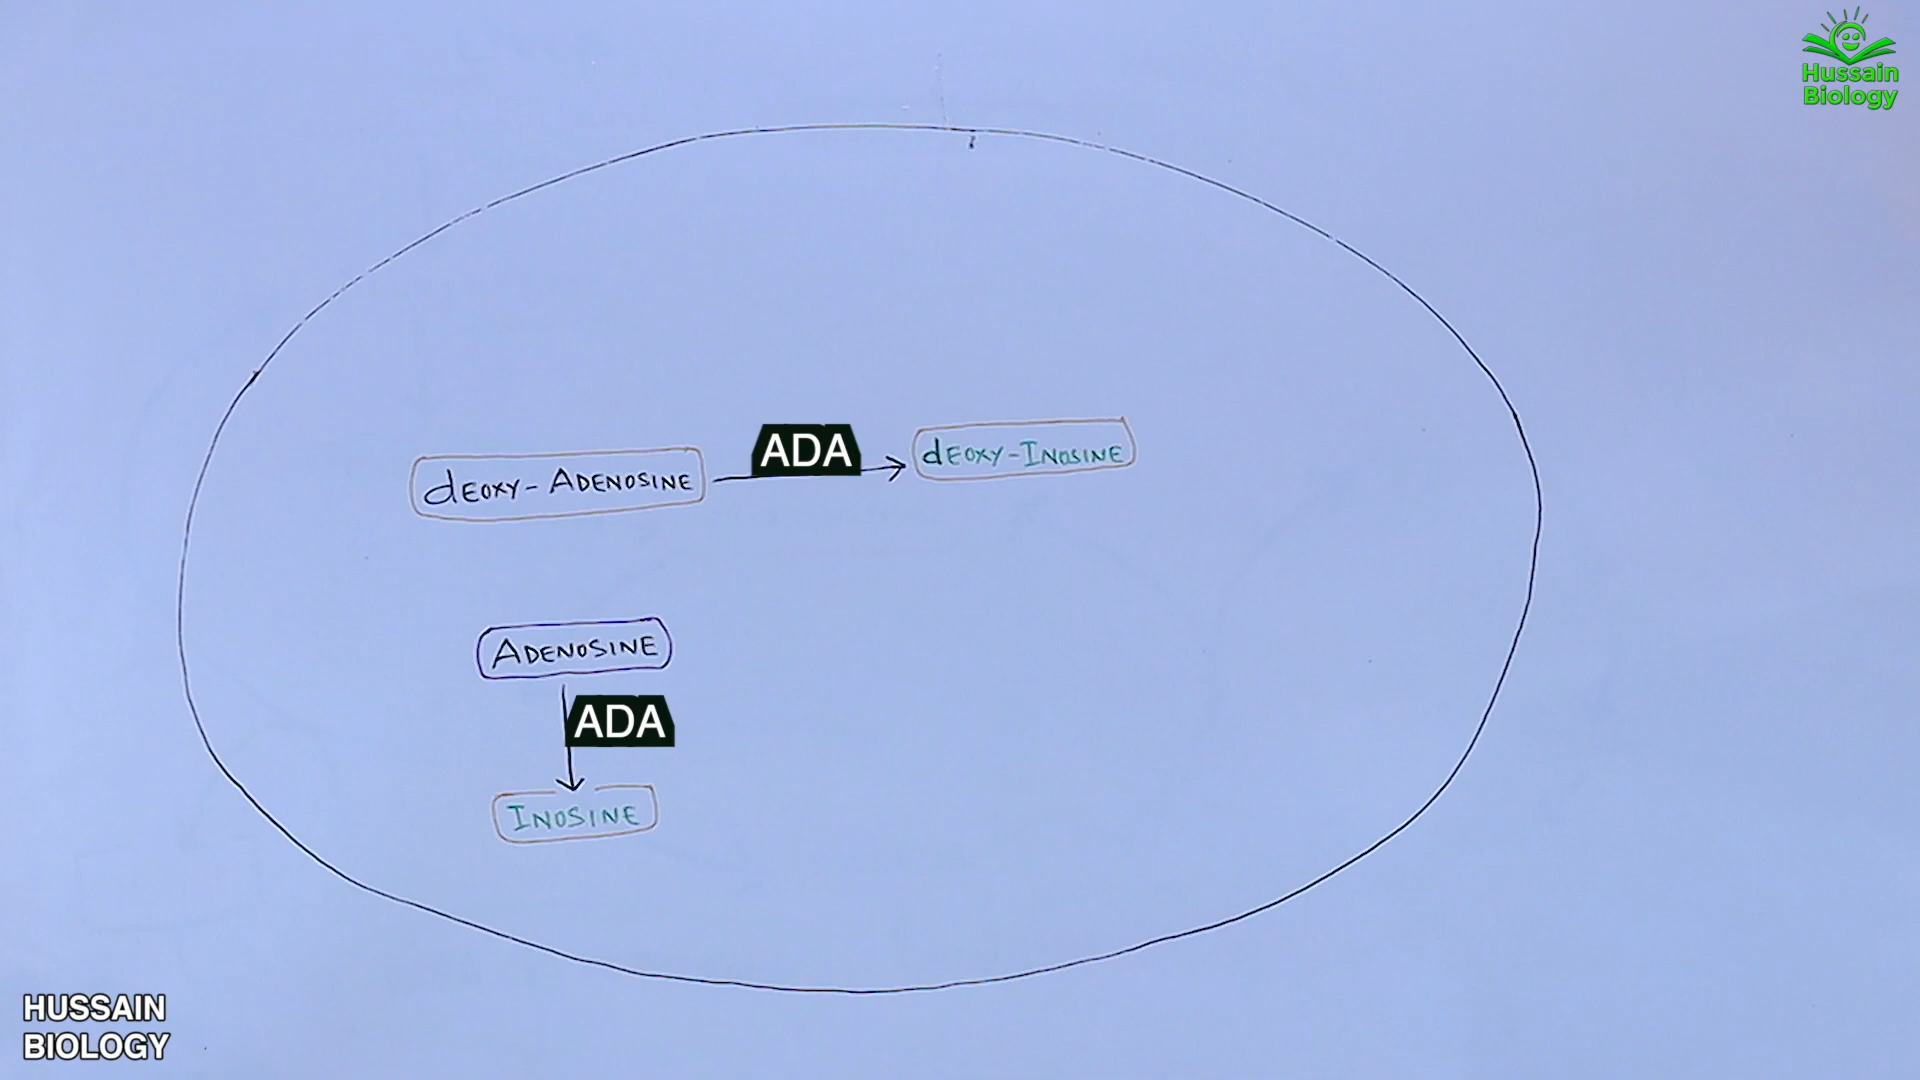 Hussain
Biology
dEOXY-ADENOSINE
ADA
dEOXY-INOSINE
ADENOSINE
ADA
INOSINE
HUSSAIN
BIOLOGY